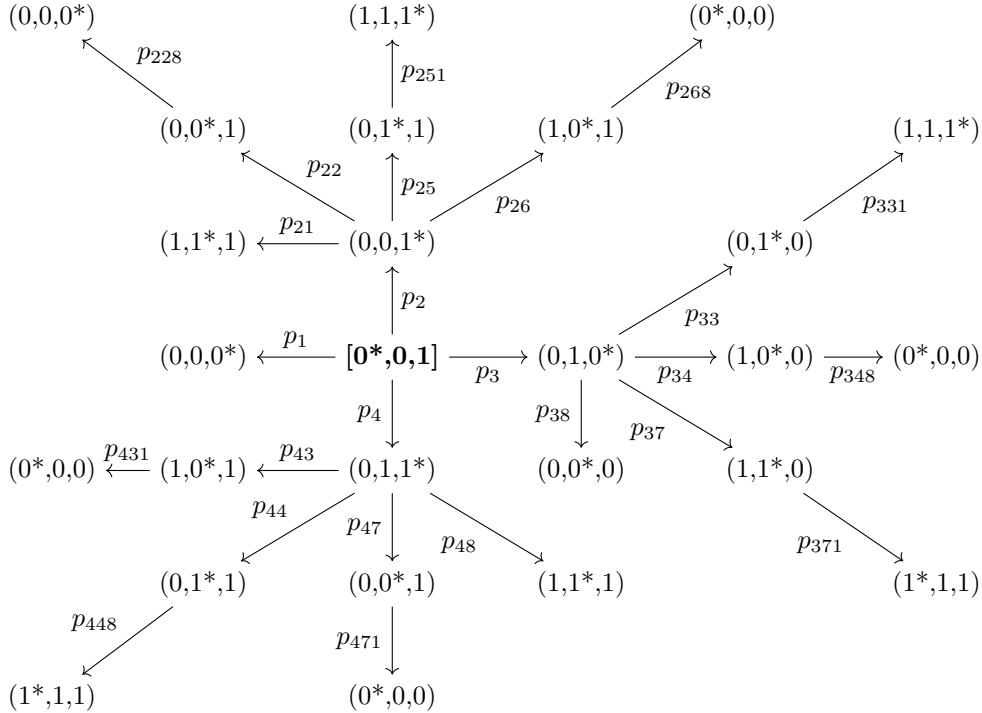 (0,0,0*) (1,1,1*) (0*,0,0)
p228 p251 p268
(0,0*,1) (0,1*,1) (1,0*,1) (1,1,1*)
p22 p25 p26 p331
(1,1*,1) p21 (0,0,1*) (0,1*,0)
p2 p33
(0,0,0*) p1 [0*,0,1] p3 (0,1,0*) p34 (1,0*,0) p348 (0*,0,0)
p4 p38 p37
(0*,0,0) p431 (1,0*,1) p43 (0,1,1*) (0,0*,0) (1,1*,0)
p44 p47 p48 p371
(0,1*,1) (0,0*,1) (1,1*,1) (1*,1,1)
p448 p471
(1*,1,1) (0*,0,0)